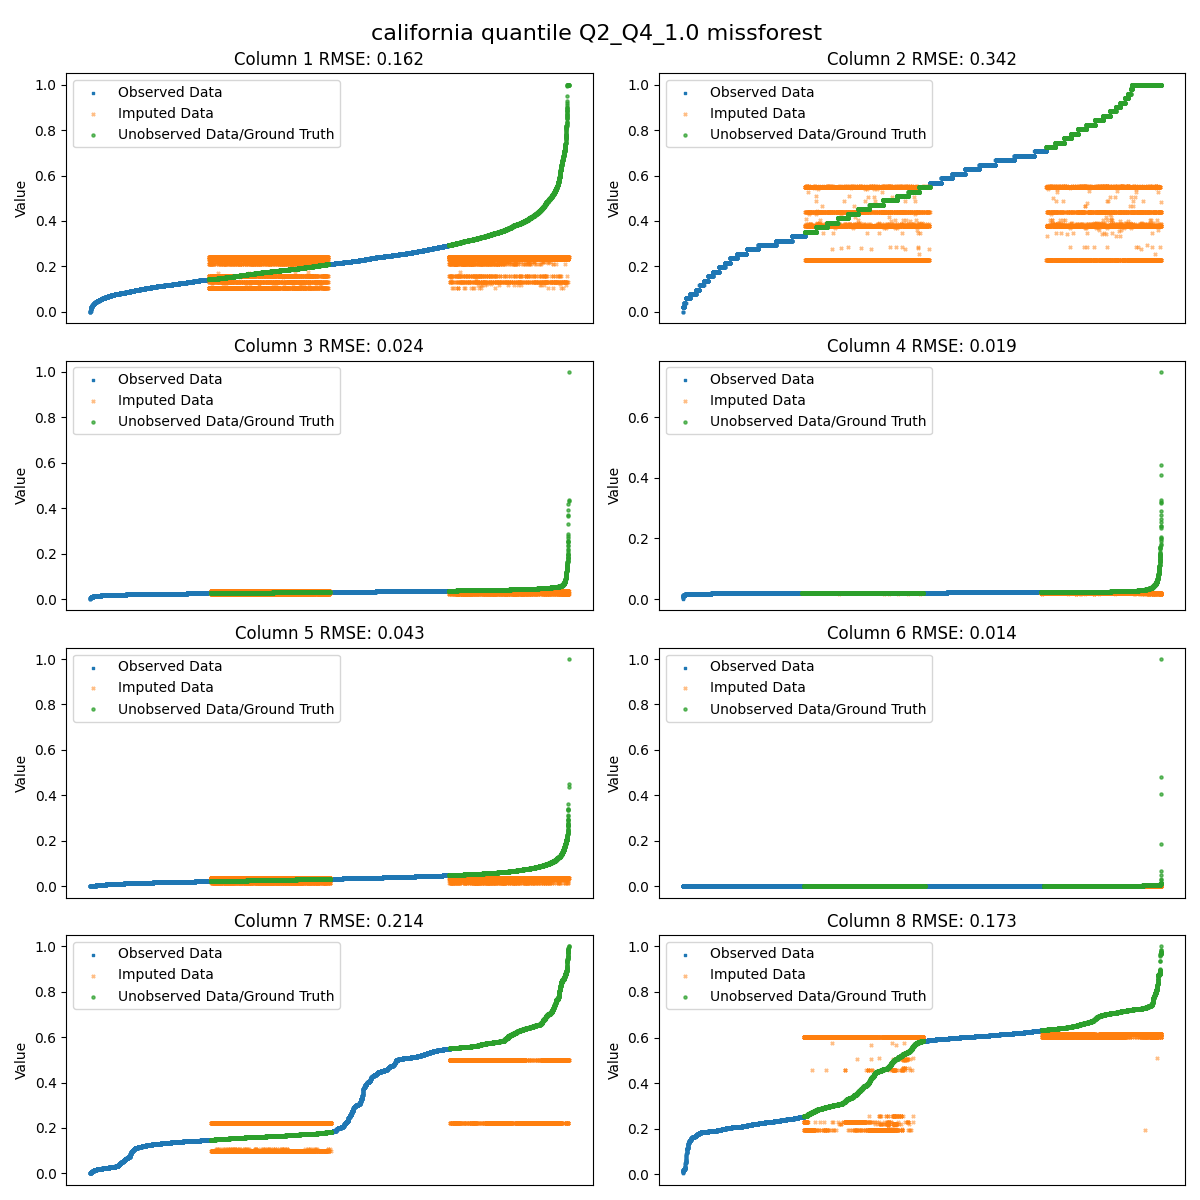 california quantile Q2_Q4_1.0 missforest
Column 1 RMSE: 0.162
Value
1.0
0.8
0.6
0.4
0.2
0.0
Observed Data
Imputed Data
Unobserved Data/Ground Truth
Column 2 RMSE: 0.342
Value
1.0
0.8
0.6
0.4
0.2
0.0
Observed Data
Imputed Data
Unobserved Data/Ground Truth
Column 3 RMSE: 0.024
Value
1.0
0.8
0.6
0.4
0.2
0.0
Observed Data
Imputed Data
Unobserved Data/Ground Truth
Column 4 RMSE: 0.019
Value
0.6
0.4
0.2
0.0
Observed Data
Imputed Data
Unobserved Data/Ground Truth
Column 5 RMSE: 0.043
Value
1.0
0.8
0.6
0.4
0.2
0.0
Observed Data
Imputed Data
Unobserved Data/Ground Truth
Column 6 RMSE: 0.014
Value
1.0
0.8
0.6
0.4
0.2
0.0
Observed Data
Imputed Data
Unobserved Data/Ground Truth
Column 7 RMSE: 0.214
Value
1.0
0.8
0.6
0.4
0.2
0.0
Observed Data
Imputed Data
Unobserved Data/Ground Truth
Column 8 RMSE: 0.173
Value
1.0
0.8
0.6
0.4
0.2
0.0
Observed Data
Imputed Data
Unobserved Data/Ground Truth